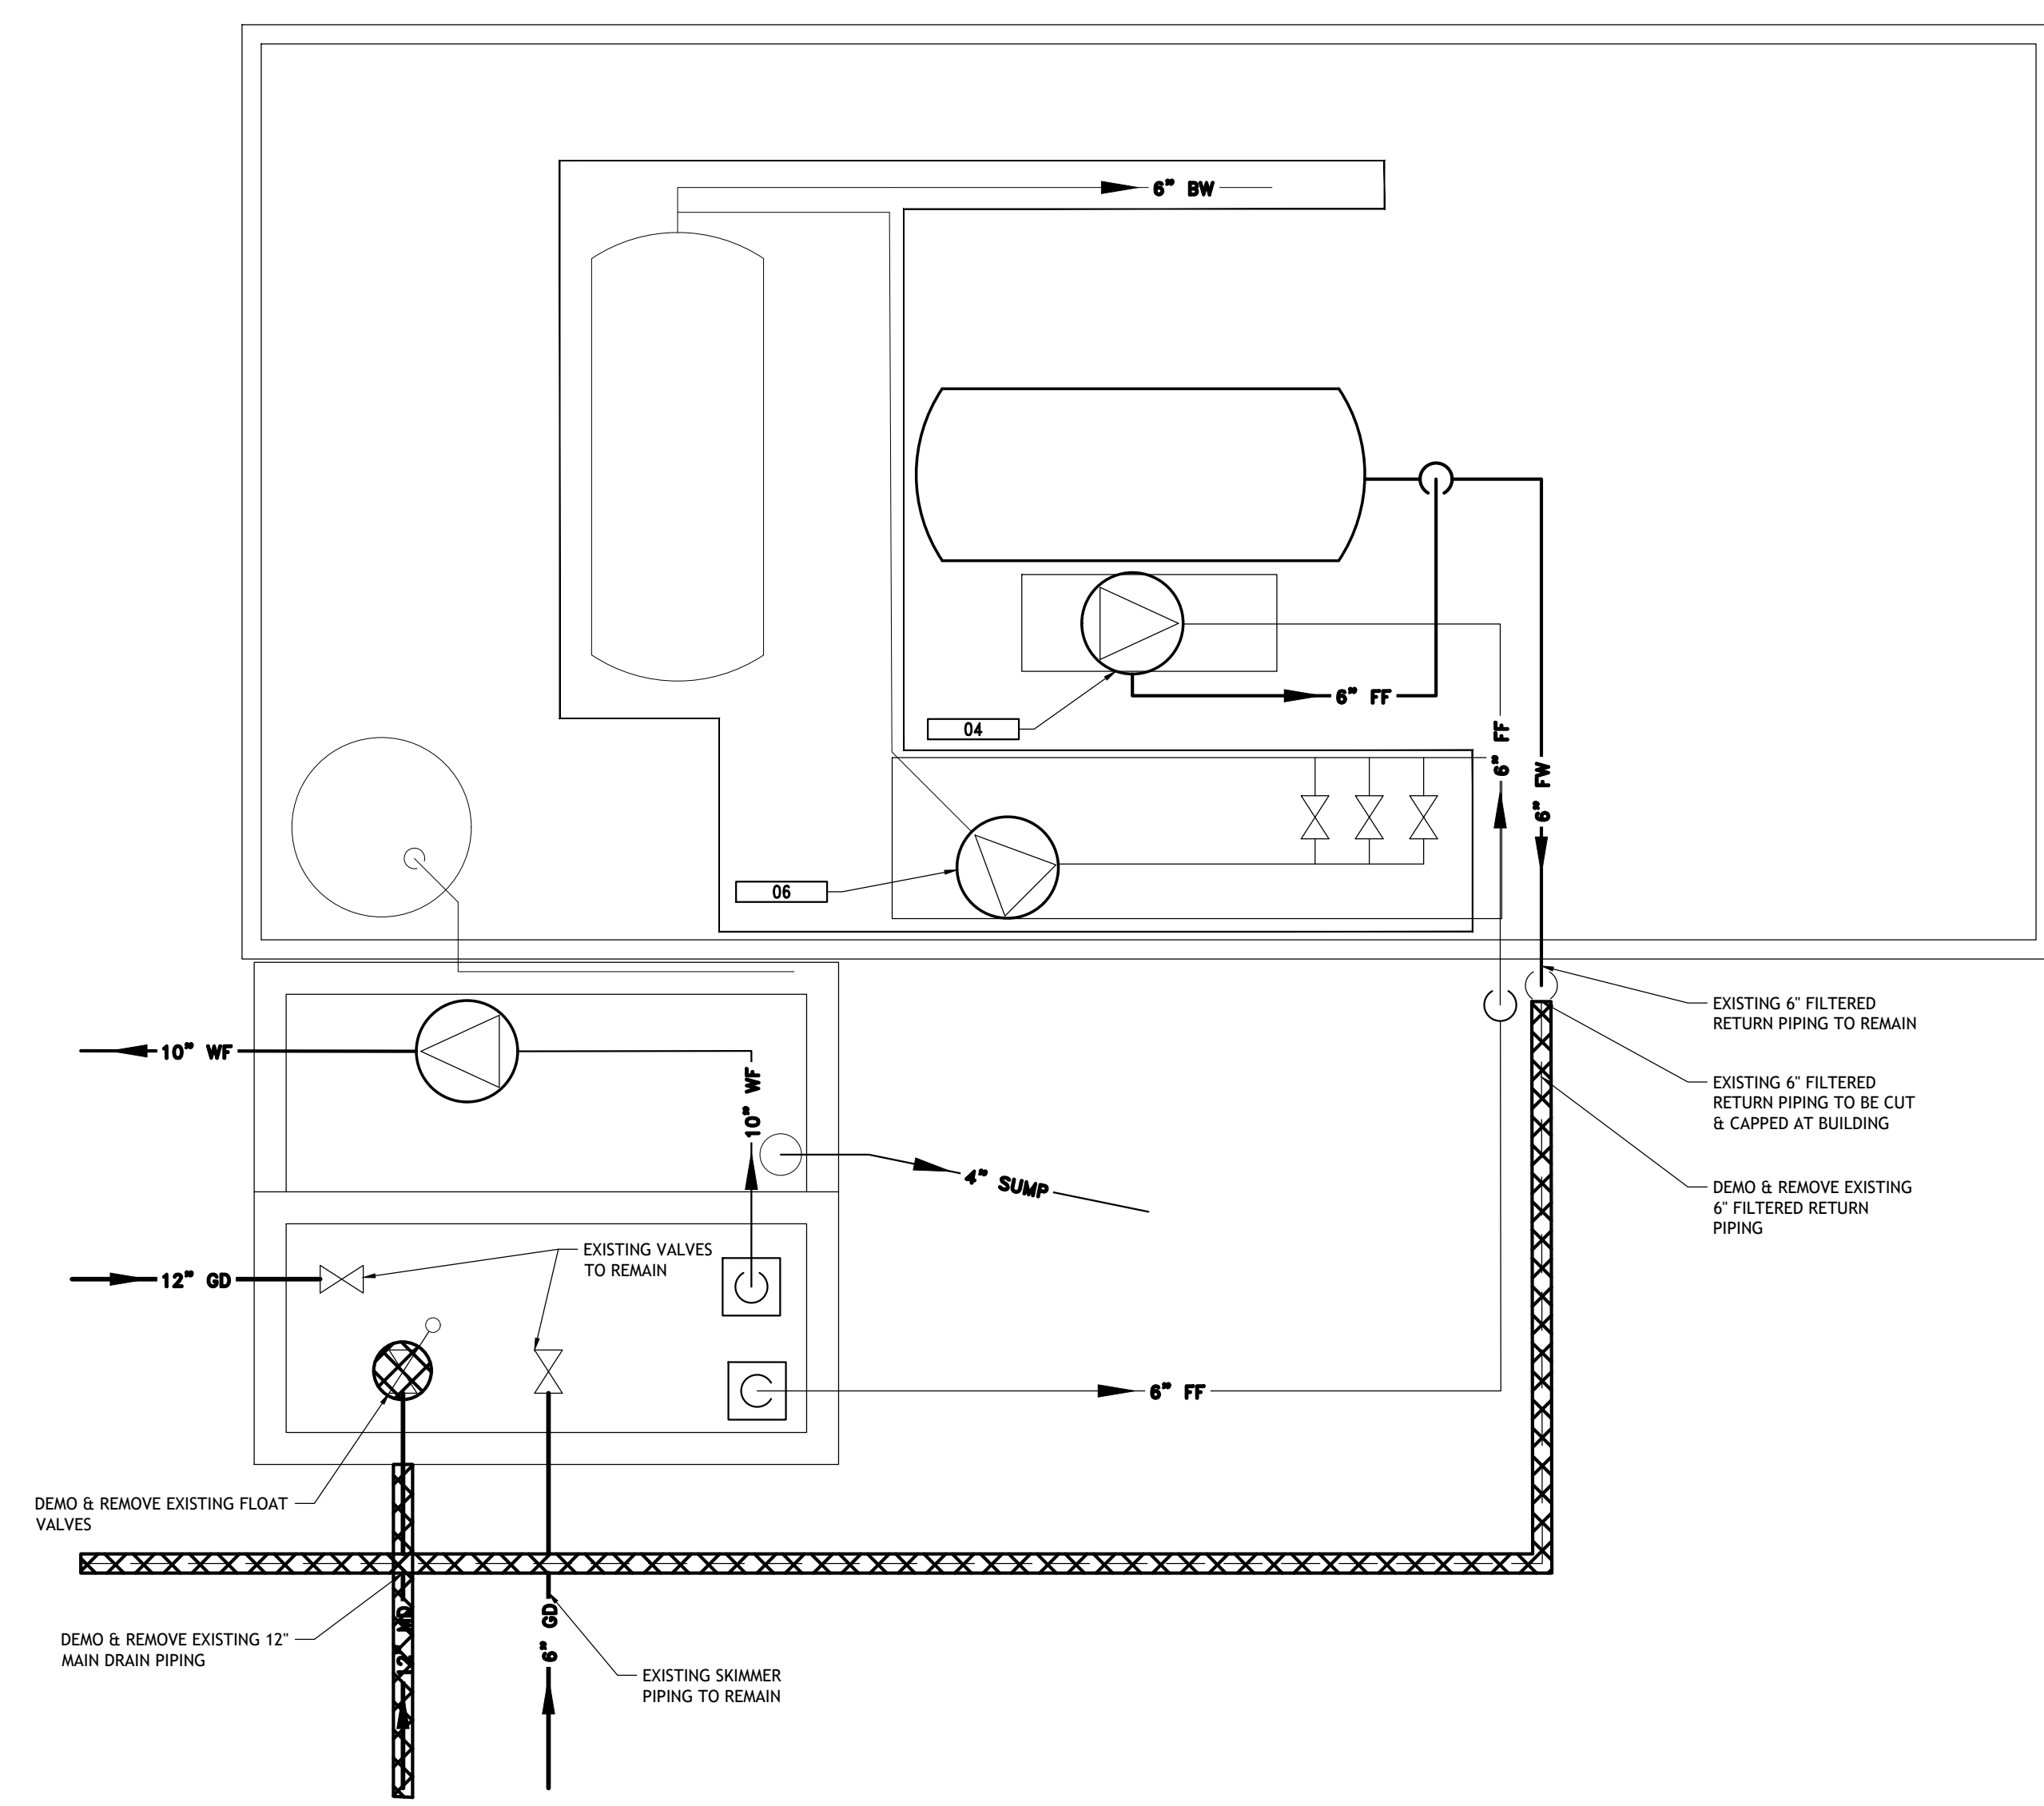 6" BW
6" FF
04
6" FF
6" FW
06
EXISTING 6" FILTERED
RETURN PIPING TO REMAIN
10" WF
10" WF
EXISTING 6" FILTERED
RETURN PIPING TO BE CUT
& CAPPED AT BUILDING
4" SUMP
DEMO & REMOVE EXISTING
6" FILTERED RETURN
PIPING
EXISTING VALVES
TO REMAIN
12" GD
6" FF
DEMO & REMOVE EXISTING FLOAT
VALVES
12" MD
6" GD
DEMO & REMOVE EXISTING 12"
MAIN DRAIN PIPING
EXISTING SKIMMER
PIPING TO REMAIN